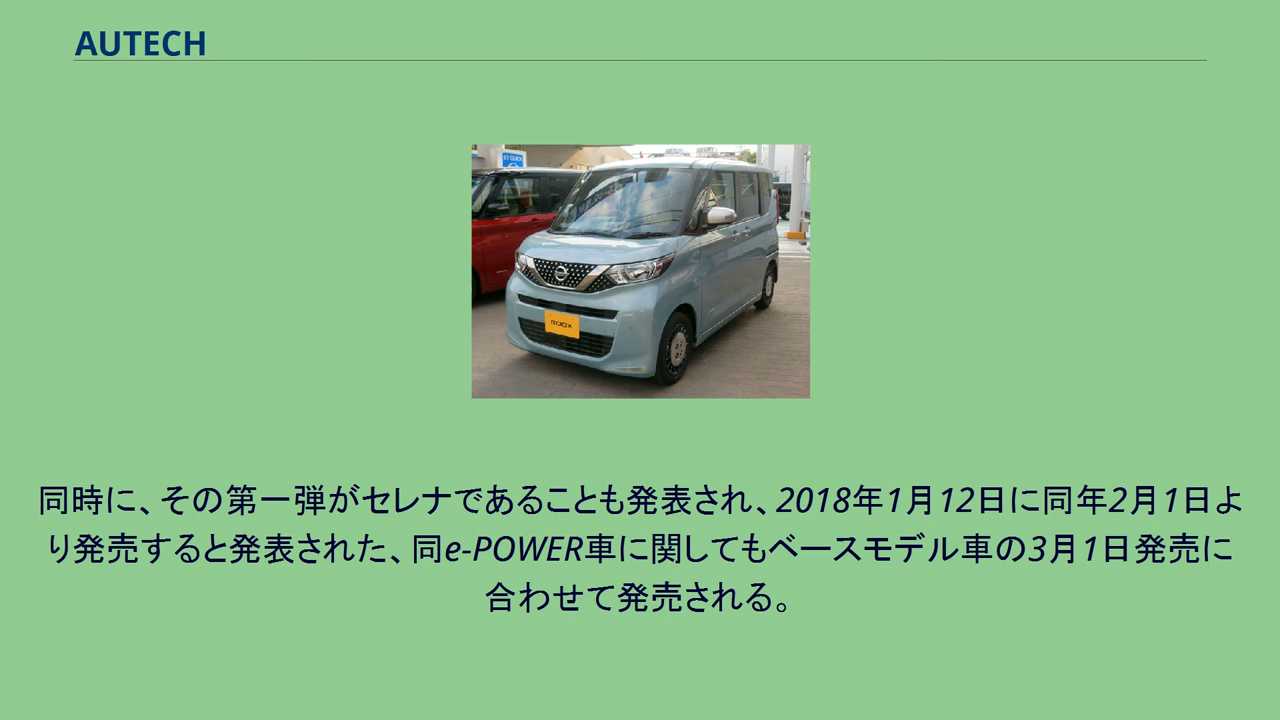 AUTECH
EV QUICK
ROOX
同時に、その第一弾がセレナであることも発表され、2018年1月12日に同年2月1日よ
り発売すると発表された、同e-POWER車に関してもベースモデル車の3月1日発売に
合わせて発売される。